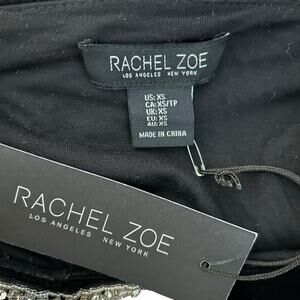 RACHEL ZOE
LOS ANGELES NEW YORK
US: XS
CA: XS/TP
UK: XS
EU: XS
AU: XS
MADE IN CHINA
RACHEL ZOE
LOS ANGELES NEW YORK